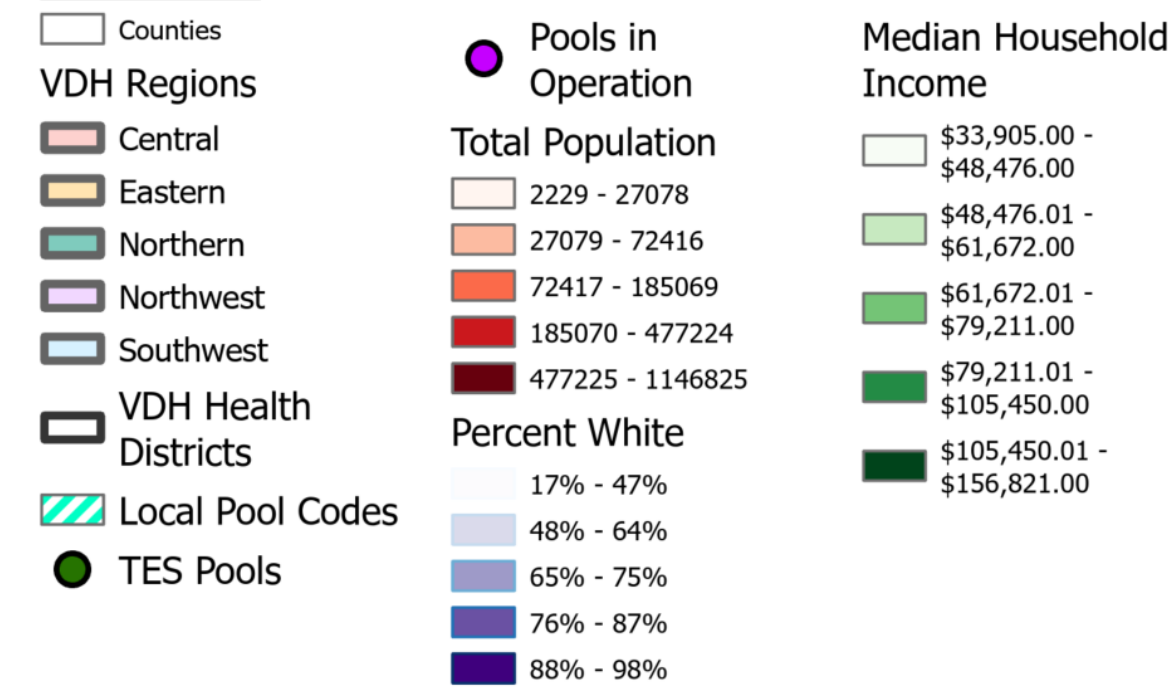 Counties
VDH Regions
Central
Eastern
Northern
Northwest
Southwest
VDH Health
Districts
Local Pool Codes
TES Pools
Pools in
Operation
Total Population
2229 - 27078
27079 - 72416
72417 - 185069
185070 - 477224
477225 - 1146825
Percent White
17% - 47%
48% - 64%
65% - 75%
76% - 87%
88% - 98%
Median Household
Income
$33,905.00 -
$48,476.00
$48,476.01 -
$61,672.00
$61,672.01 -
$79,211.00
$79,211.01 -
$105,450.00
$105,450.01 -
$156,821.00